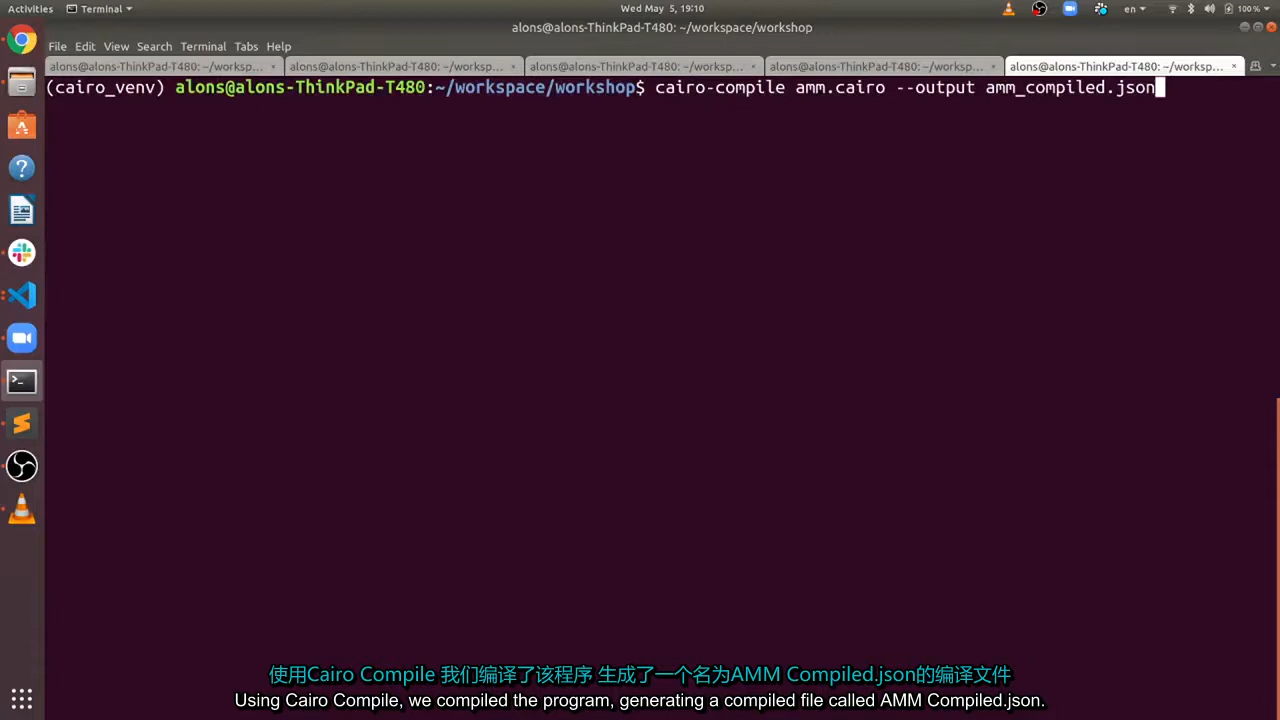 Activities Terminal Wed May 5, 19:10 en 100 %
alons@alons-ThinkPad-T480: ~/workspace/workshop
File Edit View Search Terminal Tabs Help
alons@alons-ThinkPad-T480: ~/worksp... × alons@alons-ThinkPad-T480: ~/worksp... × alons@alons-ThinkPad-T480: ~/worksp... × alons@alons-ThinkPad-T480: ~/worksp... × alons@alons-ThinkPad-T480: ~/worksp... ×
(cairo_venv) alons@alons-ThinkPad-T480:~/workspace/workshop$ cairo-compile amm.cairo --output amm_compiled.json
使用Cairo Compile 我们编译了该程序 生成了一个名为AMM Compiled.json的编译文件
Using Cairo Compile, we compiled the program, generating a compiled file called AMM Compiled.json.